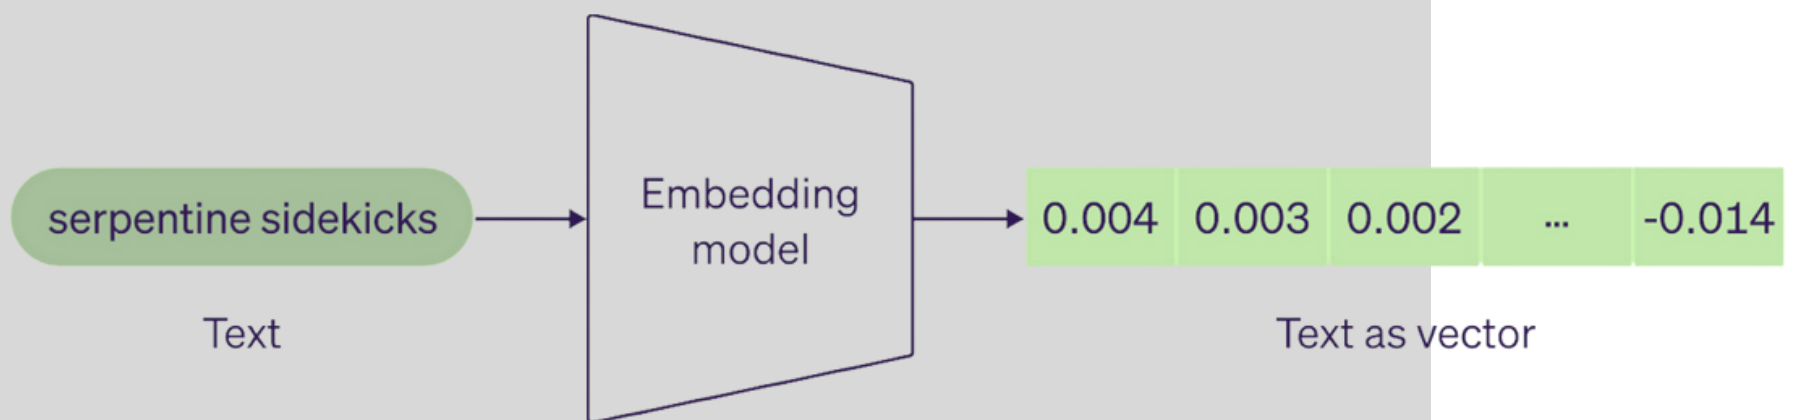 serpentine sidekicks
Embedding
model
0.004 0.003 0.002 ... -0.014
Text
Text as vector